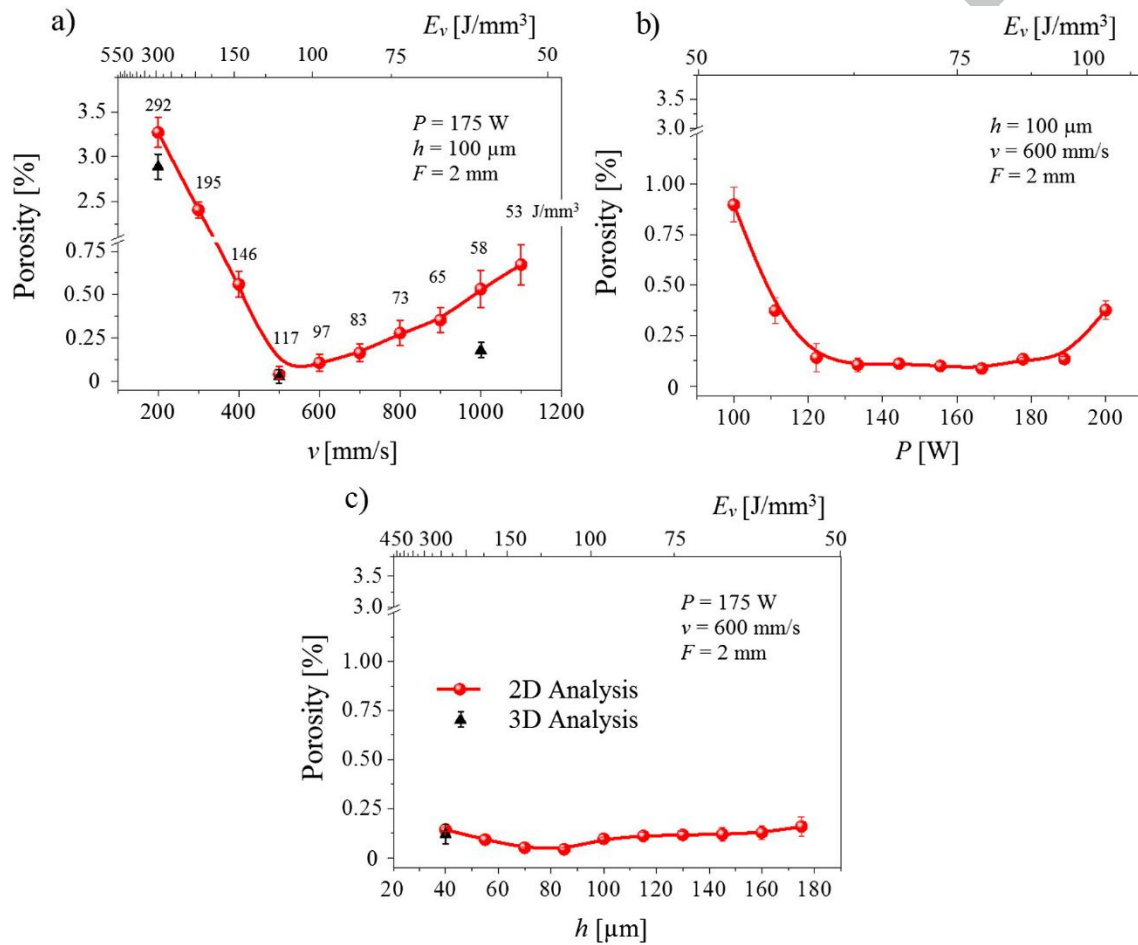 a)
E_v [J/mm³]
550 300 150 100 75 50
Porosity [%]
3.5
3.0
2.5
0.75
0.50
0.25
0
292
195
146
117
97
83
73
65
58
53 J/mm³
P = 175 W
h = 100 µm
F = 2 mm
200 400 600 800 1000 1200
v [mm/s]
b)
E_v [J/mm³]
50 75 100
Porosity [%]
3.5
3.0
1.00
0.75
0.50
0.25
0
h = 100 µm
v = 600 mm/s
F = 2 mm
100 120 140 160 180 200
P [W]
c)
E_v [J/mm³]
450 300 150 100 75 50
Porosity [%]
3.5
3.0
1.00
0.75
0.50
0.25
0
P = 175 W
v = 600 mm/s
F = 2 mm
2D Analysis
3D Analysis
20 40 60 80 100 120 140 160 180
h [µm]